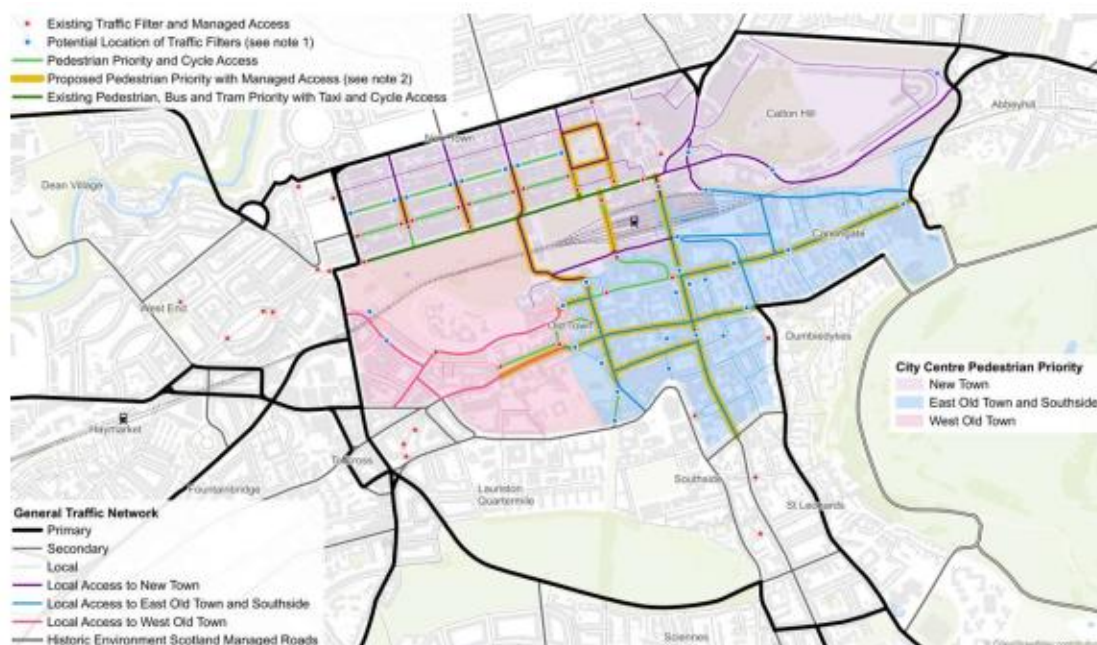 Existing Traffic Filter and Managed Access
Potential Location of Traffic Filters (see note 1)
Pedestrian Priority and Cycle Access
Proposed Pedestrian Priority with Managed Access (see note 2)
Existing Pedestrian, Bus and Tram Priority with Taxi and Cycle Access
New Town
Calton Hill
Abbeyhill
Dean Village
Canongate
West End
Old Town
Dumbiedykes
City Centre Pedestrian Priority
New Town
East Old Town and Southside
West Old Town
Haymarket
Tollcross
Fountainbridge
Lauriston
Quartermile
Southside
St Leonards
General Traffic Network
Primary
Secondary
Local
Local Access to New Town
Local Access to East Old Town and Southside
Local Access to West Old Town
Historic Environment Scotland Managed Roads
Sciennes